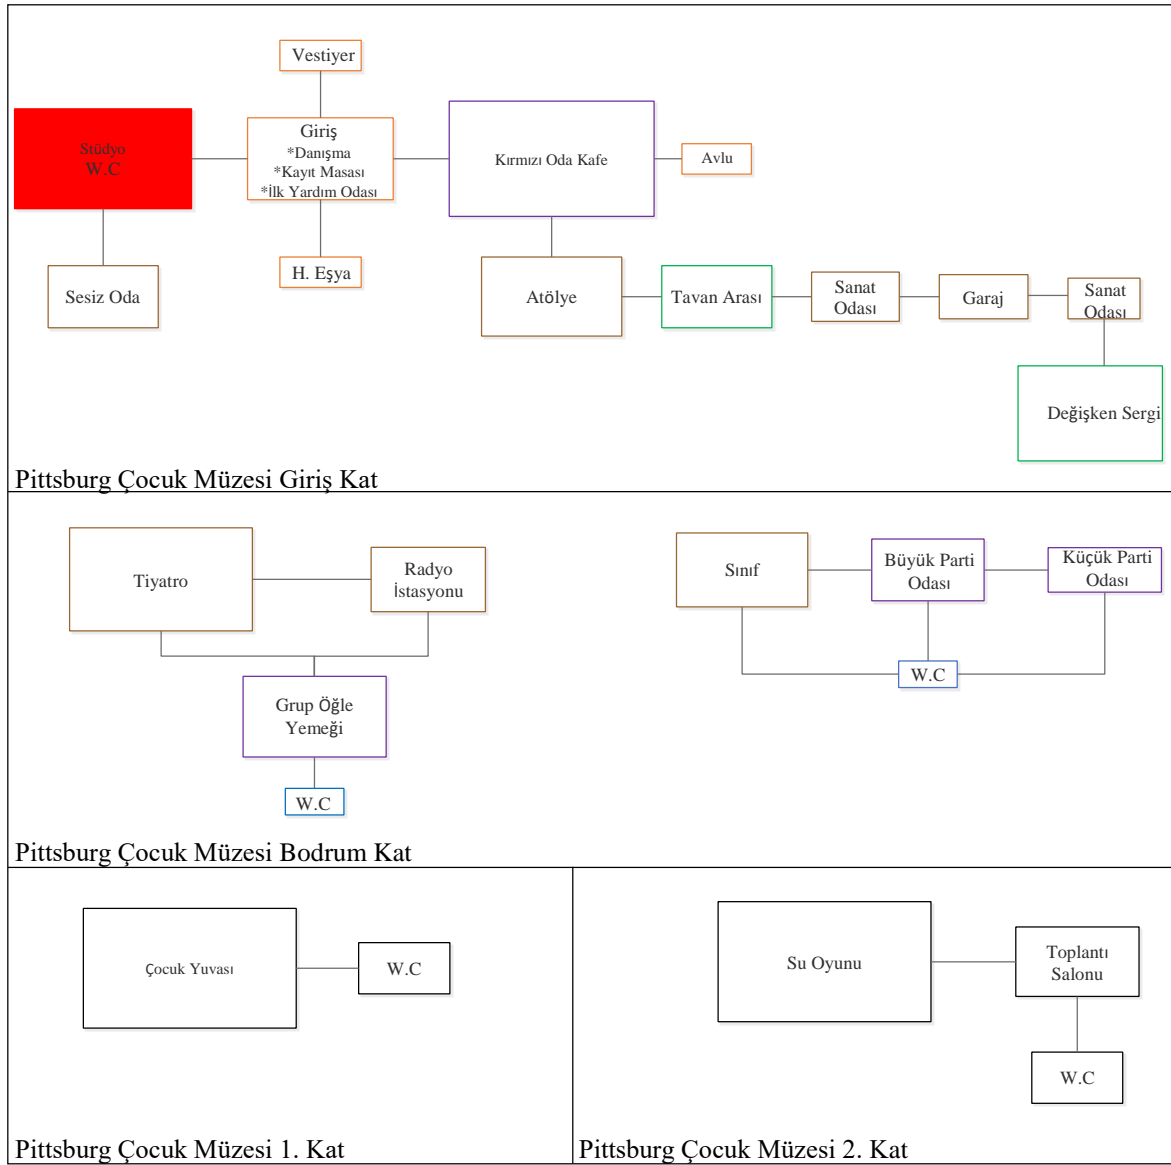 Vestiyer
Stüdyo
W.C
Giriş
*Danışma
*Kayıt Masası
*İlk Yardım Odası
Kırmızı Oda Kafe
Avlu
Sesiz Oda
H. Eşya
Atölye
Tavan Arası
Sanat
Odası
Garaj
Sanat
Odası
Değişken Sergi
Pittsburg Çocuk Müzesi Giriş Kat
Tiyatro
Radyo
İstasyonu
Grup Öğle
Yemeği
W.C
Sınıf
Büyük Parti
Odası
Küçük Parti
Odası
W.C
Pittsburg Çocuk Müzesi Bodrum Kat
Çocuk Yuvası
W.C
Pittsburg Çocuk Müzesi 1. Kat
Su Oyunu
Toplantı
Salonu
W.C
Pittsburg Çocuk Müzesi 2. Kat